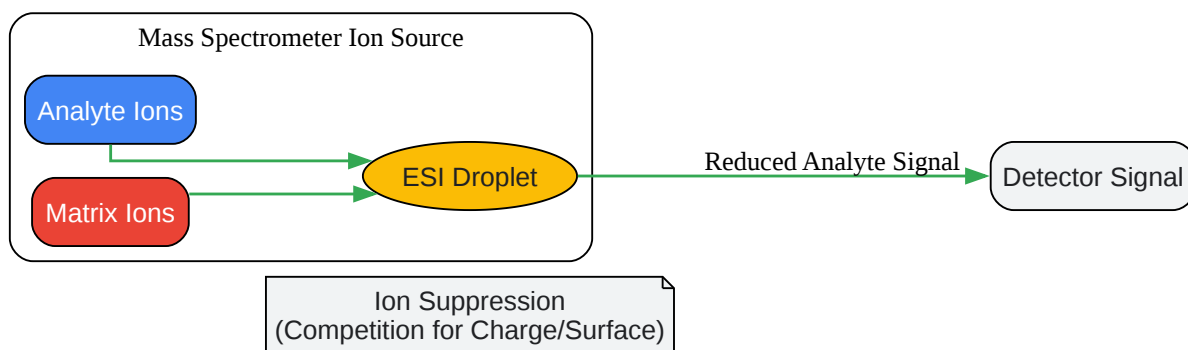 Mass Spectrometer Ion Source
Analyte Ions
Matrix Ions
ESI Droplet
Reduced Analyte Signal
Detector Signal
Ion Suppression
(Competition for Charge/Surface)